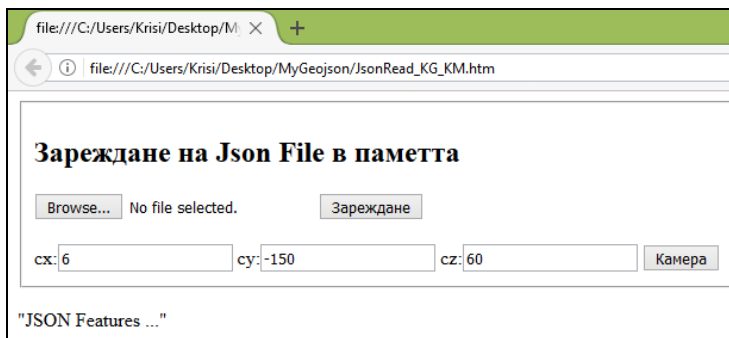 file:///C:/Users/Krisi/Desktop/M
file:///C:/Users/Krisi/Desktop/MyGeojson/JsonRead_KG_KM.htm
Зареждане на Json File в паметта
Browse... No file selected. Зареждане
cx: 6 cy: -150 cz: 60 Камера
"JSON Features ..."